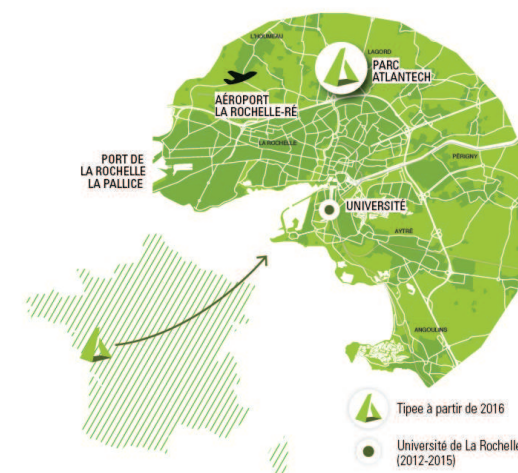 L'HOUMEAU
LAGORD
PARC
ATLANTECH
AÉROPORT
LA ROCHELLE-RÉ
LA ROCHELLE
PORT DE
LA ROCHELLE
LA PALLICE
PÉRIGNY
UNIVERSITÉ
AYTRÉ
ANGOULINS
Tipee à partir de 2016
Université de La Rochelle
(2012-2015)